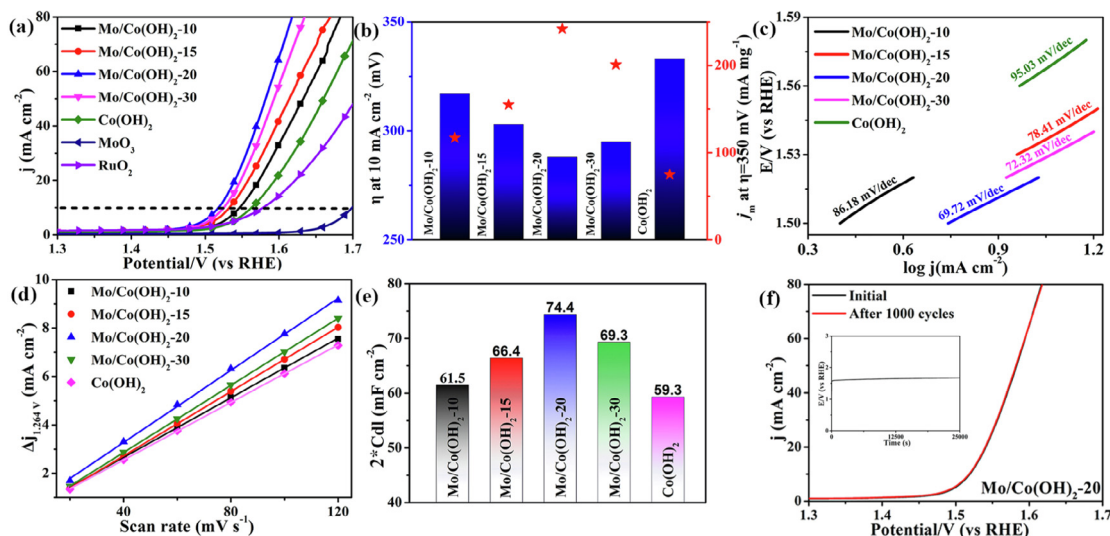 (a)
Mo/Co(OH)2-10
Mo/Co(OH)2-15
Mo/Co(OH)2-20
Mo/Co(OH)2-30
Co(OH)2
MoO3
RuO2
j (mA cm-2)
80
60
40
20
0
1.3 1.4 1.5 1.6 1.7
Potential/V (vs RHE)
(b)
η at 10 mA cm-2 (mV)
350
300
250
Mo/Co(OH)2-10
Mo/Co(OH)2-15
Mo/Co(OH)2-20
Mo/Co(OH)2-30
Co(OH)2
200
100
0
jm at η=350 mV (mA mg-1)
(c)
Mo/Co(OH)2-10
Mo/Co(OH)2-15
Mo/Co(OH)2-20
Mo/Co(OH)2-30
Co(OH)2
95.03 mV/dec
78.41 mV/dec
72.32 mV/dec
86.18 mV/dec
69.72 mV/dec
E/V (vs RHE)
1.59
1.56
1.53
1.50
0.3 0.6 0.9 1.2
log j(mA cm-2)
(d)
Mo/Co(OH)2-10
Mo/Co(OH)2-15
Mo/Co(OH)2-20
Mo/Co(OH)2-30
Co(OH)2
Δj1.264 V (mA cm-2)
10
8
6
4
2
0
40 80 120
Scan rate (mV s-1)
(e)
2*Cdl (mF cm-2)
80
70
60
50
40
61.5
66.4
74.4
69.3
59.3
Mo/Co(OH)2-10
Mo/Co(OH)2-15
Mo/Co(OH)2-20
Mo/Co(OH)2-30
Co(OH)2
(f)
Initial
After 1000 cycles
j (mA cm-2)
80
60
40
20
0
E/V (vs RHE)
3
2
1
0
0 12500 25000
Time (s)
Mo/Co(OH)2-20
1.3 1.4 1.5 1.6 1.7
Potential/V (vs RHE)